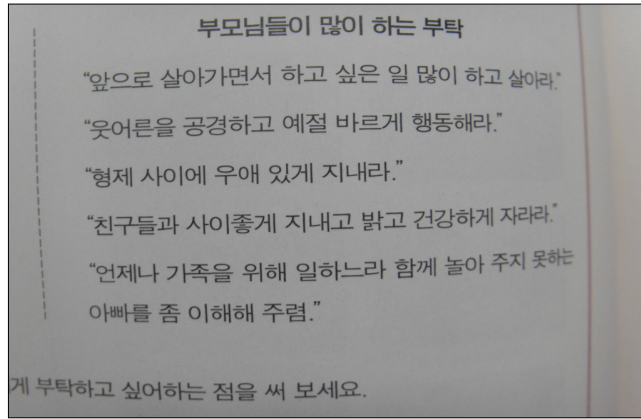 부모님들이 많이 하는 부탁
“앞으로 살아가면서 하고 싶은 일 많이 하고 살아라.”
“웃어른을 공경하고 예절 바르게 행동해라.”
“형제 사이에 우애 있게 지내라.”
“친구들과 사이좋게 지내고 밝고 건강하게 자라라.”
“언제나 가족을 위해 일하느라 함께 놀아 주지 못하는
아빠를 좀 이해해 주렴.”
게 부탁하고 싶어하는 점을 써 보세요.